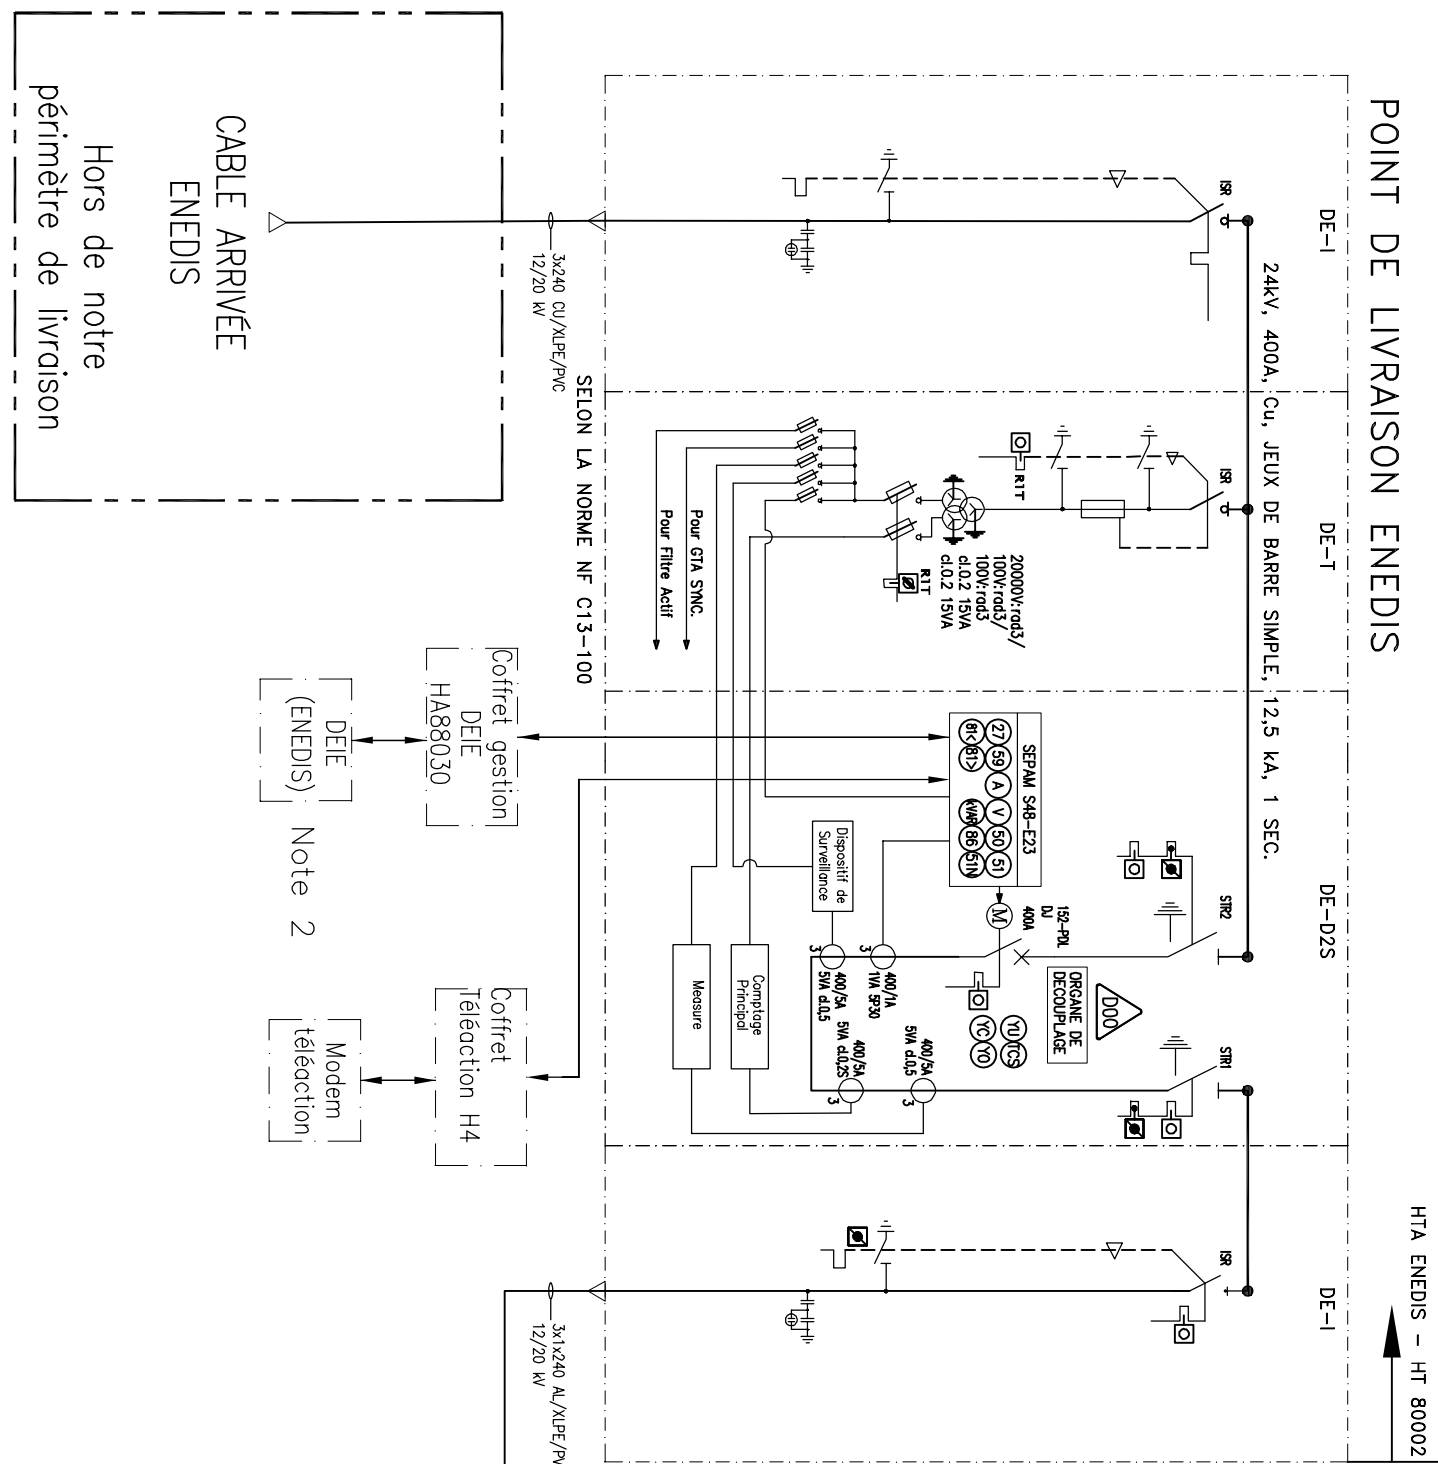 POINT DE LIVRAISON ENEDIS
HTA ENEDIS - HT 80002
DE-I
DE-T
DE-D2S
DE-I
24kV, 400A, Cu, JEUX DE BARRE SIMPLE, 12,5 kA, 1 SEC.
ISR
ISR
STR2
STR1
ISR
D00
ORGANE DE
DECOUPLAGE
152-PDL
DJ
400A
M
YU
TCS
YC
YO
SEPAM S48-E23
27
59
A
V
50
51
81<
81>
kVAR
86
51N
R1T
R1T
20000V:rad3/
100V:rad3/
100V:rad3
cl.0.2 15VA
cl.0.2 15VA
400/1A
1VA 5P30
3
400/5A
5VA cl.0,5
3
400/5A
5VA cl.0,5
3
400/5A
5VA cl.0,2S
3
Dispositif de
Surveillance
Comptage
Principal
Measure
Pour GTA SYNC.
Pour Filtre Actif
SELON LA NORME NF C13-100
3x240 CU/XLPE/PVC
12/20 kV
3x1x240 AL/XLPE/PV
12/20 kV
Coffret gestion
DEIE
HA88030
DEIE
(ENEDIS)
Note 2
Coffret
Téléaction H4
Modem
téléaction
CABLE ARRIVÉE
ENEDIS
Hors de notre
périmètre de livraison